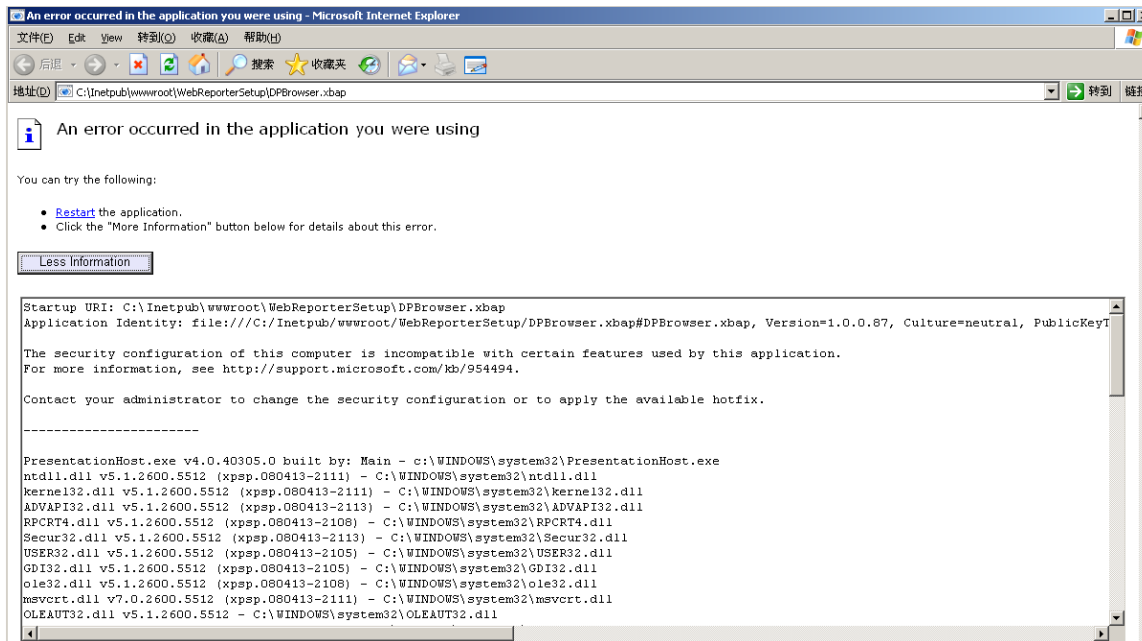 An error occurred in the application you were using - Microsoft Internet Explorer
文件(F) Edit View 转到(O) 收藏(A) 帮助(H)
后退 搜索 收藏夹
地址(D) C:\Inetpub\wwwroot\WebReporterSetup\DPBrowser.xbap 转到 链接
An error occurred in the application you were using
You can try the following:
Restart the application.
Click the "More Information" button below for details about this error.
Less Information
Startup URI: C:\Inetpub\wwwroot\WebReporterSetup\DPBrowser.xbap
Application Identity: file:///C:/Inetpub/wwwroot/WebReporterSetup/DPBrowser.xbap#DPBrowser.xbap, Version=1.0.0.87, Culture=neutral, PublicKeyT
The security configuration of this computer is incompatible with certain features used by this application.
For more information, see http://support.microsoft.com/kb/954494.
Contact your administrator to change the security configuration or to apply the available hotfix.
-----------------------
PresentationHost.exe v4.0.40305.0 built by: Main - c:\WINDOWS\system32\PresentationHost.exe
ntdll.dll v5.1.2600.5512 (xpsp.080413-2111) - C:\WINDOWS\system32\ntdll.dll
kernel32.dll v5.1.2600.5512 (xpsp.080413-2111) - C:\WINDOWS\system32\kernel32.dll
ADVAPI32.dll v5.1.2600.5512 (xpsp.080413-2113) - C:\WINDOWS\system32\ADVAPI32.dll
RPCRT4.dll v5.1.2600.5512 (xpsp.080413-2108) - C:\WINDOWS\system32\RPCRT4.dll
Secur32.dll v5.1.2600.5512 (xpsp.080413-2113) - C:\WINDOWS\system32\Secur32.dll
USER32.dll v5.1.2600.5512 (xpsp.080413-2105) - C:\WINDOWS\system32\USER32.dll
GDI32.dll v5.1.2600.5512 (xpsp.080413-2105) - C:\WINDOWS\system32\GDI32.dll
ole32.dll v5.1.2600.5512 (xpsp.080413-2108) - C:\WINDOWS\system32\ole32.dll
msvcrt.dll v7.0.2600.5512 (xpsp.080413-2111) - C:\WINDOWS\system32\msvcrt.dll
OLEAUT32.dll v5.1.2600.5512 - C:\WINDOWS\system32\OLEAUT32.dll